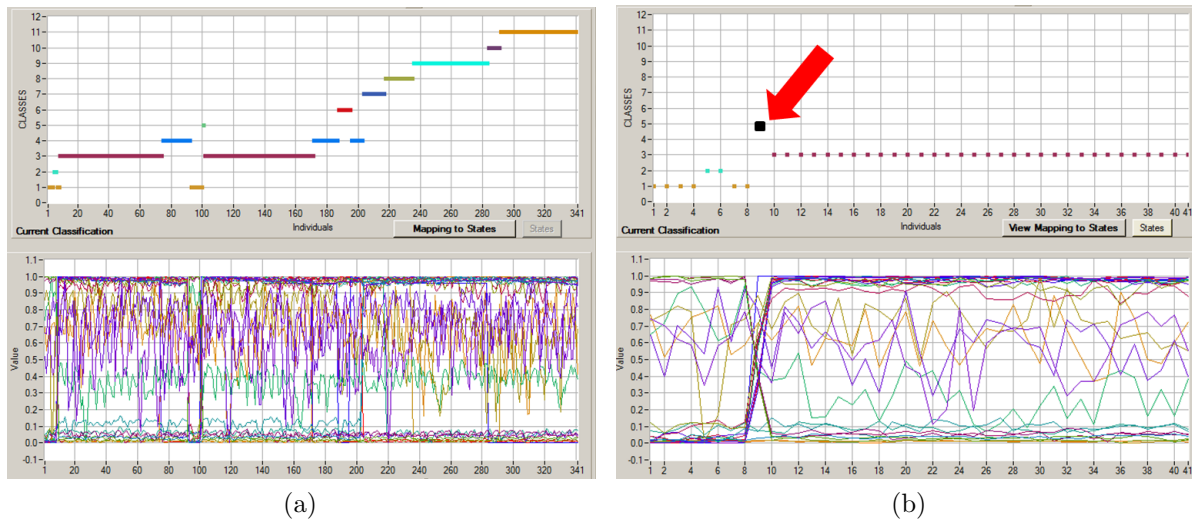 12
11
10
9
8
7
6
5
4
3
2
1
0
CLASSES
1 20 40 60 80 100 120 140 160 180 200 220 240 260 280 300 320 341
Individuals
Current Classification
Mapping to States
States
1.1
1.0
0.9
0.8
0.7
0.6
0.5
0.4
0.3
0.2
0.1
0.0
-0.1
Value
1 20 40 60 80 100 120 140 160 180 200 220 240 260 280 300 320 341
(a)
12
11
10
9
8
7
6
5
4
3
2
1
0
CLASSES
1 2 4 6 8 10 12 14 16 18 20 22 24 26 28 30 32 34 36 38 41
Individuals
Current Classification
View Mapping to States
States
1.1
1.0
0.9
0.8
0.7
0.6
0.5
0.4
0.3
0.2
0.1
0.0
-0.1
Value
1 2 4 6 8 10 12 14 16 18 20 22 24 26 28 30 32 34 36 38 40 41
(b)